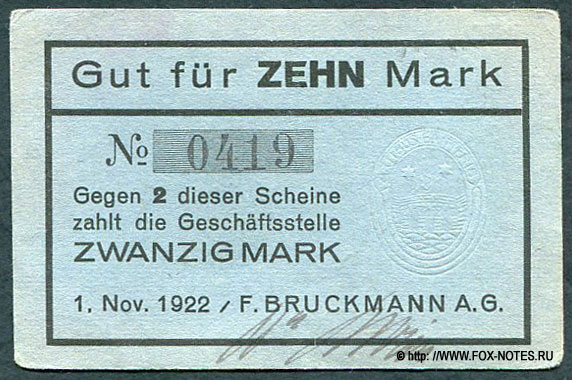 Gut für ZEHN Mark
No 0419
Gegen 2 dieser Scheine
zahlt die Geschäftsstelle
ZWANZIG MARK
1. Nov. 1922 / F. BRUCKMANN A.G.
© http://www.FOX-NOTES.RU